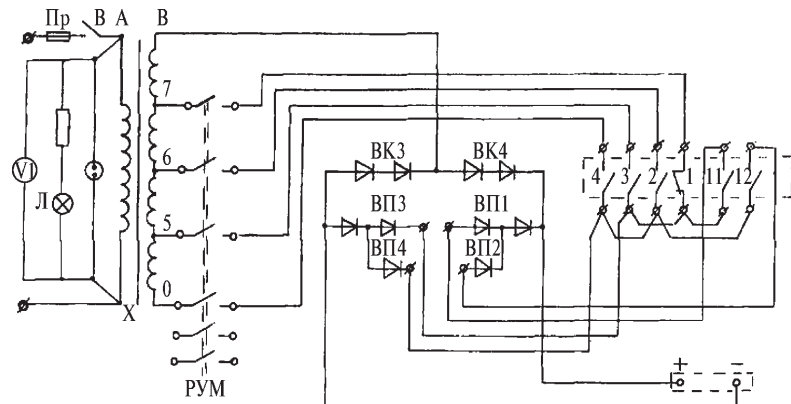 Пр В А В
7
6
5
0
V1
Л
Х
РУМ
ВК3 ВК4
ВП3 ВП1
ВП4 ВП2
4 3 2 1 11 12
+ −